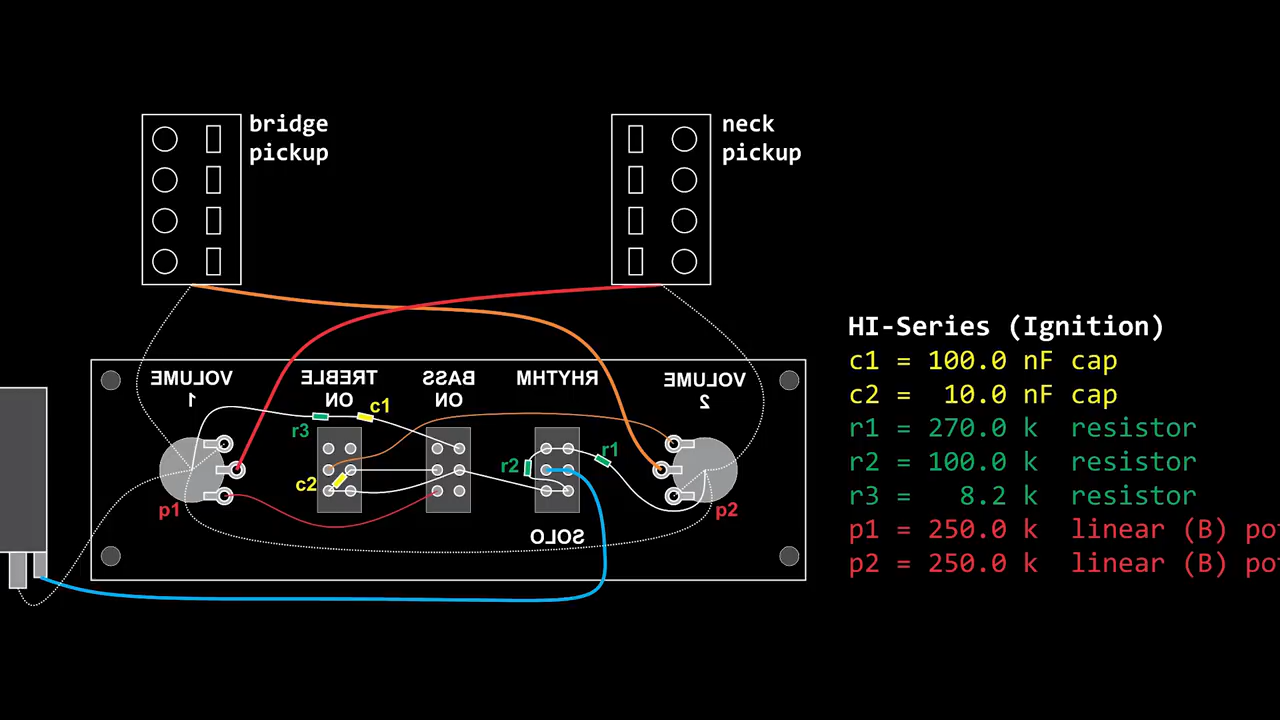 bridge
pickup
neck
pickup
VOLUME
1
TREBLE
ON
BASS
ON
RHYTHM
VOLUME
2
c1
r3
c2
r2
r1
p1
p2
SOLO
HI-Series (Ignition)
c1 = 100.0 nF cap
c2 = 10.0 nF cap
r1 = 270.0 k resistor
r2 = 100.0 k resistor
r3 = 8.2 k resistor
p1 = 250.0 k linear (B) po
p2 = 250.0 k linear (B) po